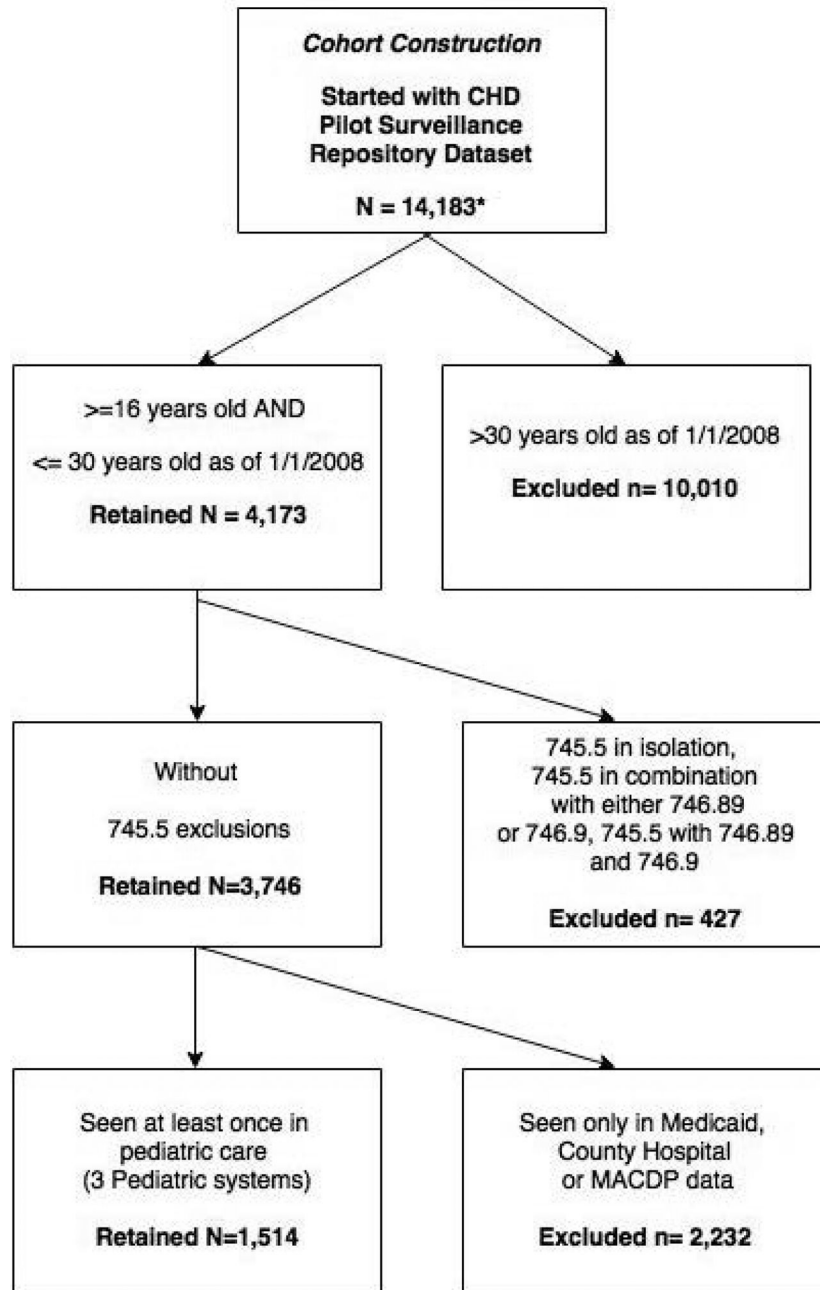 Cohort Construction
Started with CHD
Pilot Surveillance
Repository Dataset
N = 14,183*
>=16 years old AND
<= 30 years old as of 1/1/2008
Retained N = 4,173
>30 years old as of 1/1/2008
Excluded n= 10,010
Without
745.5 exclusions
Retained N=3,746
745.5 in isolation,
745.5 in combination
with either 746.89
or 746.9, 745.5 with 746.89
and 746.9
Excluded n= 427
Seen at least once in
pediatric care
(3 Pediatric systems)
Retained N=1,514
Seen only in Medicaid,
County Hospital
or MACDP data
Excluded n= 2,232